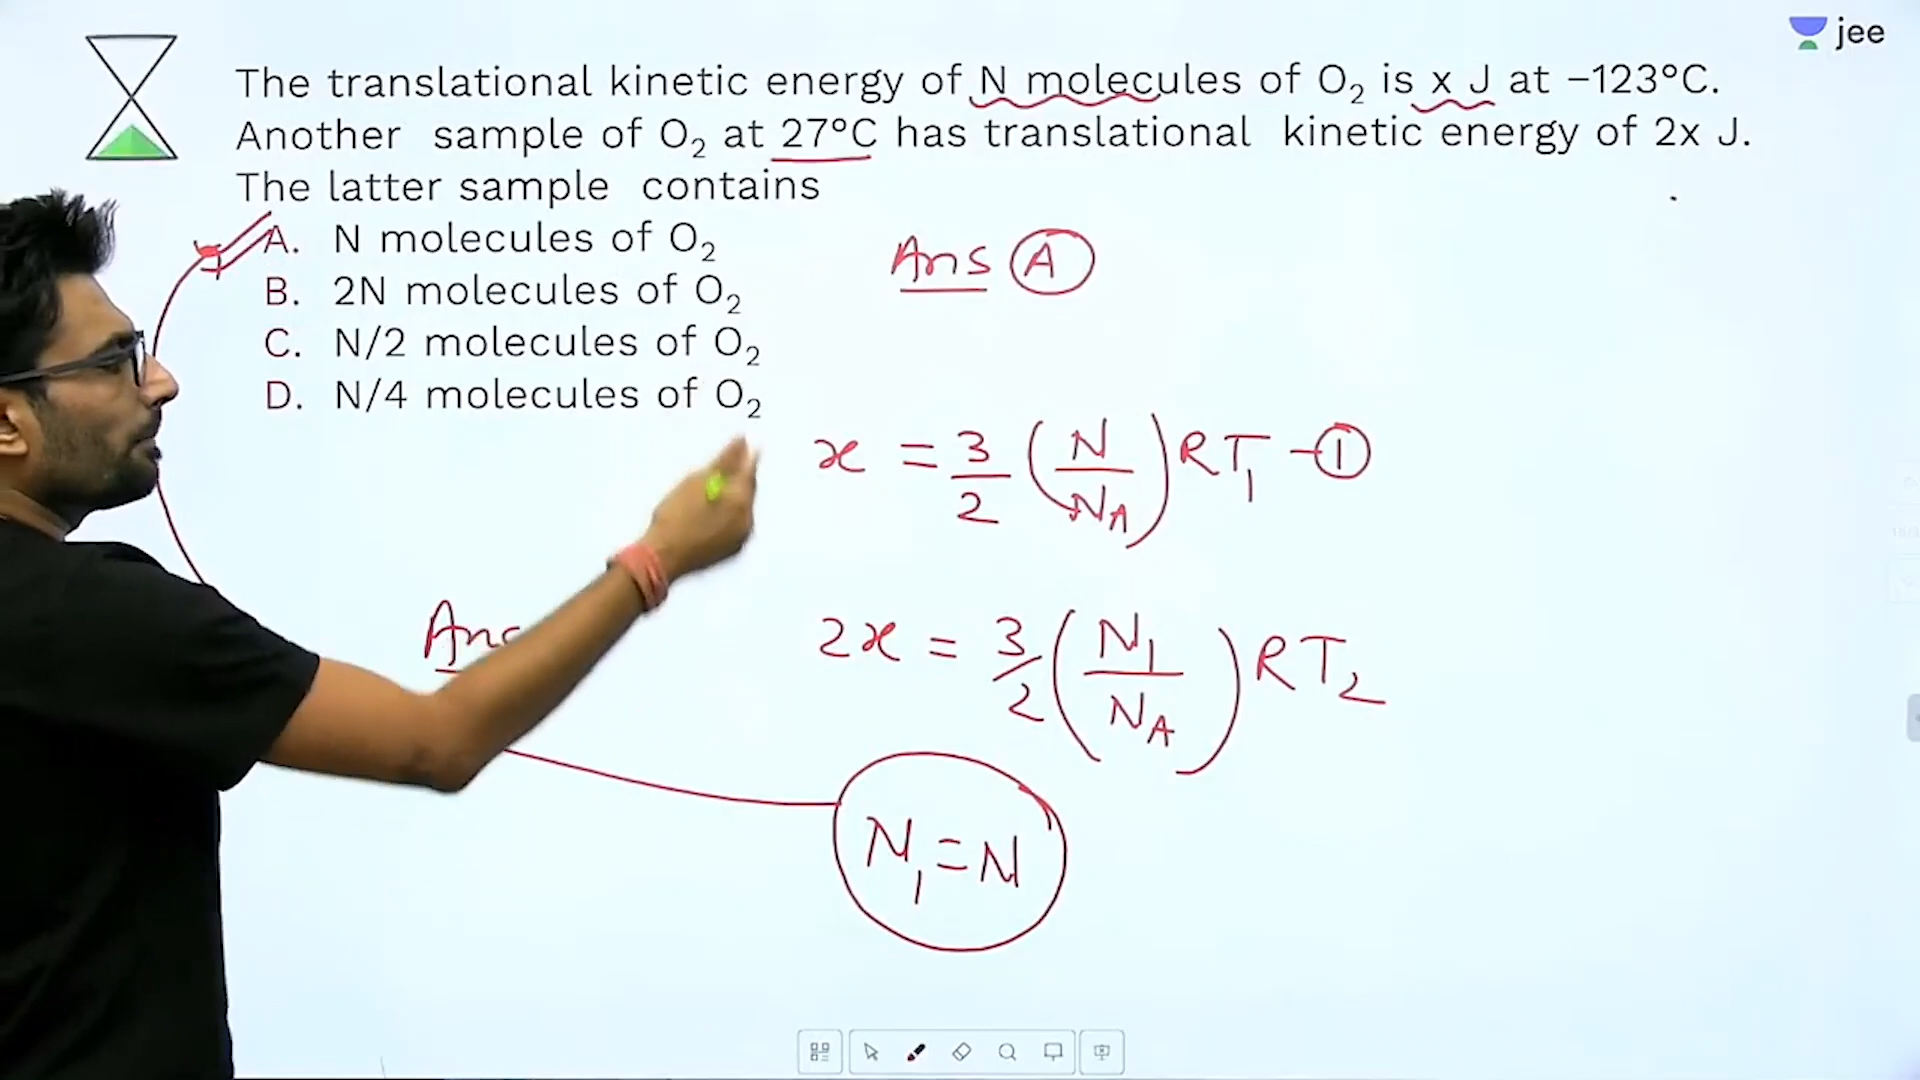 jee
The translational kinetic energy of N molecules of O₂ is x J at −123°C.
Another sample of O₂ at 27°C has translational kinetic energy of 2x J.
The latter sample contains
A. N molecules of O₂
B. 2N molecules of O₂
C. N/2 molecules of O₂
D. N/4 molecules of O₂
Ans (A)
x = 3/2 (N/N_A) RT₁ - ①
Ans
2x = 3/2 (N₁/N_A) RT₂
N₁ = N